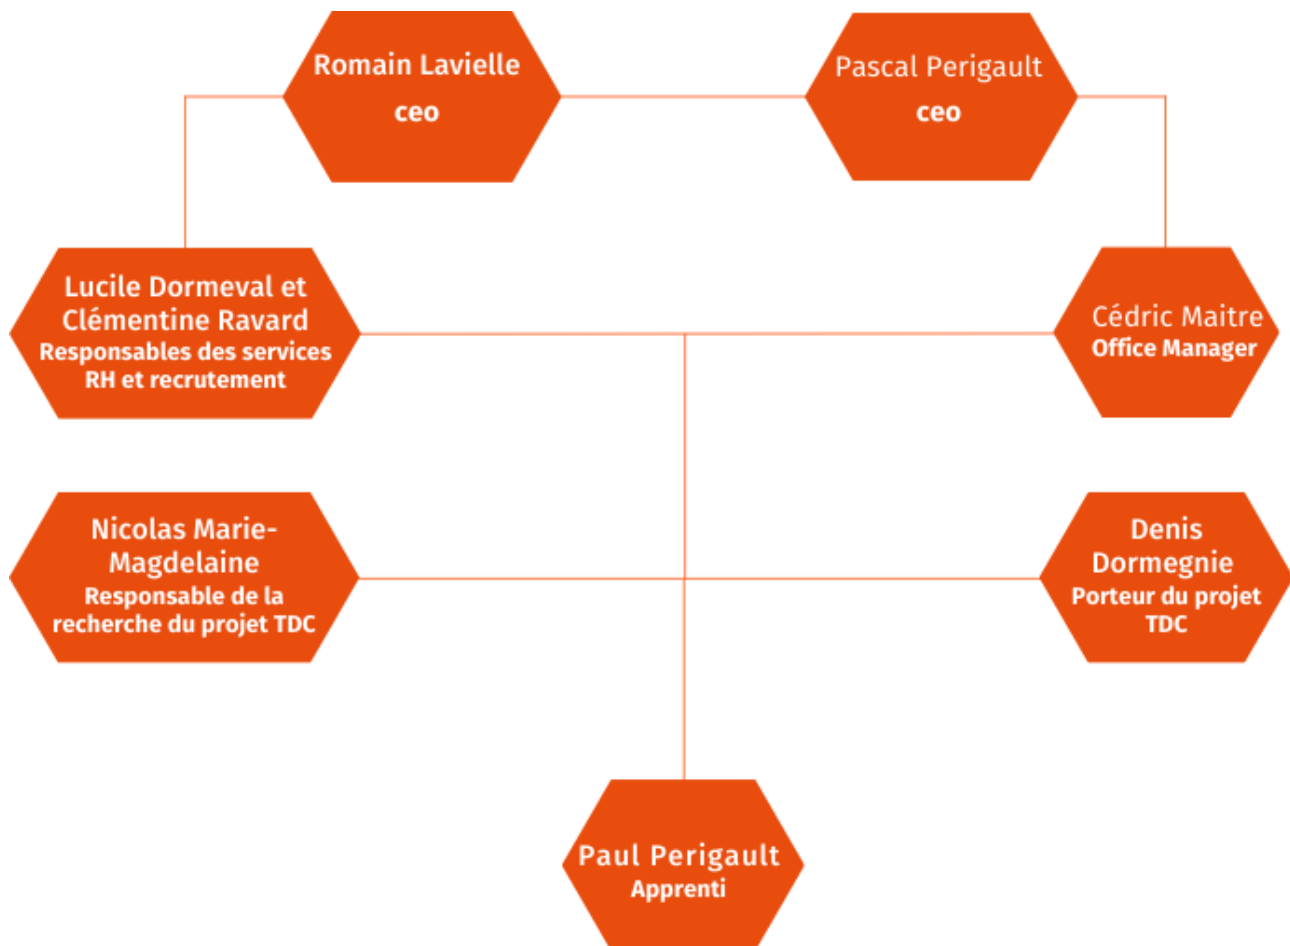 Romain Lavielle
ceo
Pascal Perigault
ceo
Lucile Dormeval et
Clémentine Ravard
Responsables des services
RH et recrutement
Cédric Maitre
Office Manager
Nicolas Marie-
Magdelaine
Responsable de la
recherche du projet TDC
Denis
Dormegnie
Porteur du projet
TDC
Paul Perigault
Apprenti